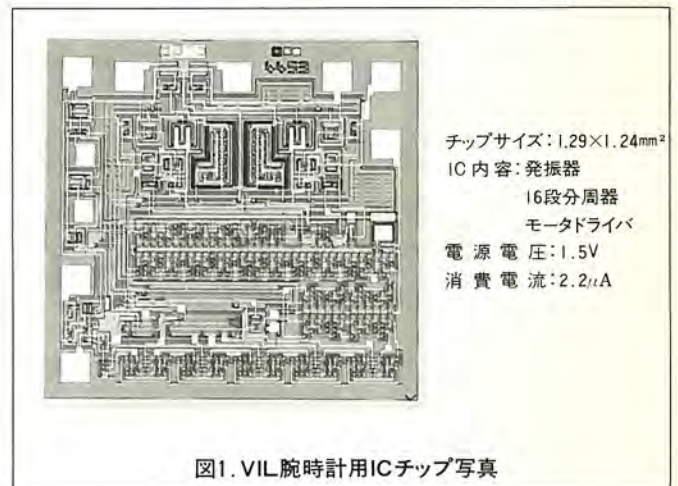 チップサイズ：1.29×1.24mm²
IC内容：発振器
16段分周器
モータドライバ
電源電圧：1.5V
消費電流：2.2μA
図1. VIL腕時計用ICチップ写真